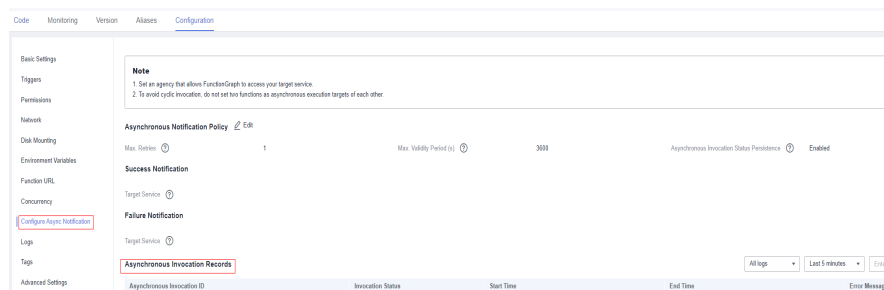 Code Monitoring Version Aliases Configuration
Basic Settings
Triggers
Permissions
Network
Disk Mounting
Environment Variables
Function URL
Concurrency
Configure Async Notification
Logs
Tags
Advanced Settings
Note
1. Set an agency that allows FunctionGraph to access your target service.
2. To avoid cyclic invocation, do not set two functions as asynchronous execution targets of each other.
Asynchronous Notification Policy Edit
Max. Retries ? 1 Max. Validity Period (s) ? 3600 Asynchronous Invocation Status Persistence ? Enabled
Success Notification
Target Service ?
Failure Notification
Target Service ?
Asynchronous Invocation Records All logs Last 5 minutes Ente
Asynchronous Invocation ID Invocation Status Start Time End Time Error Messag